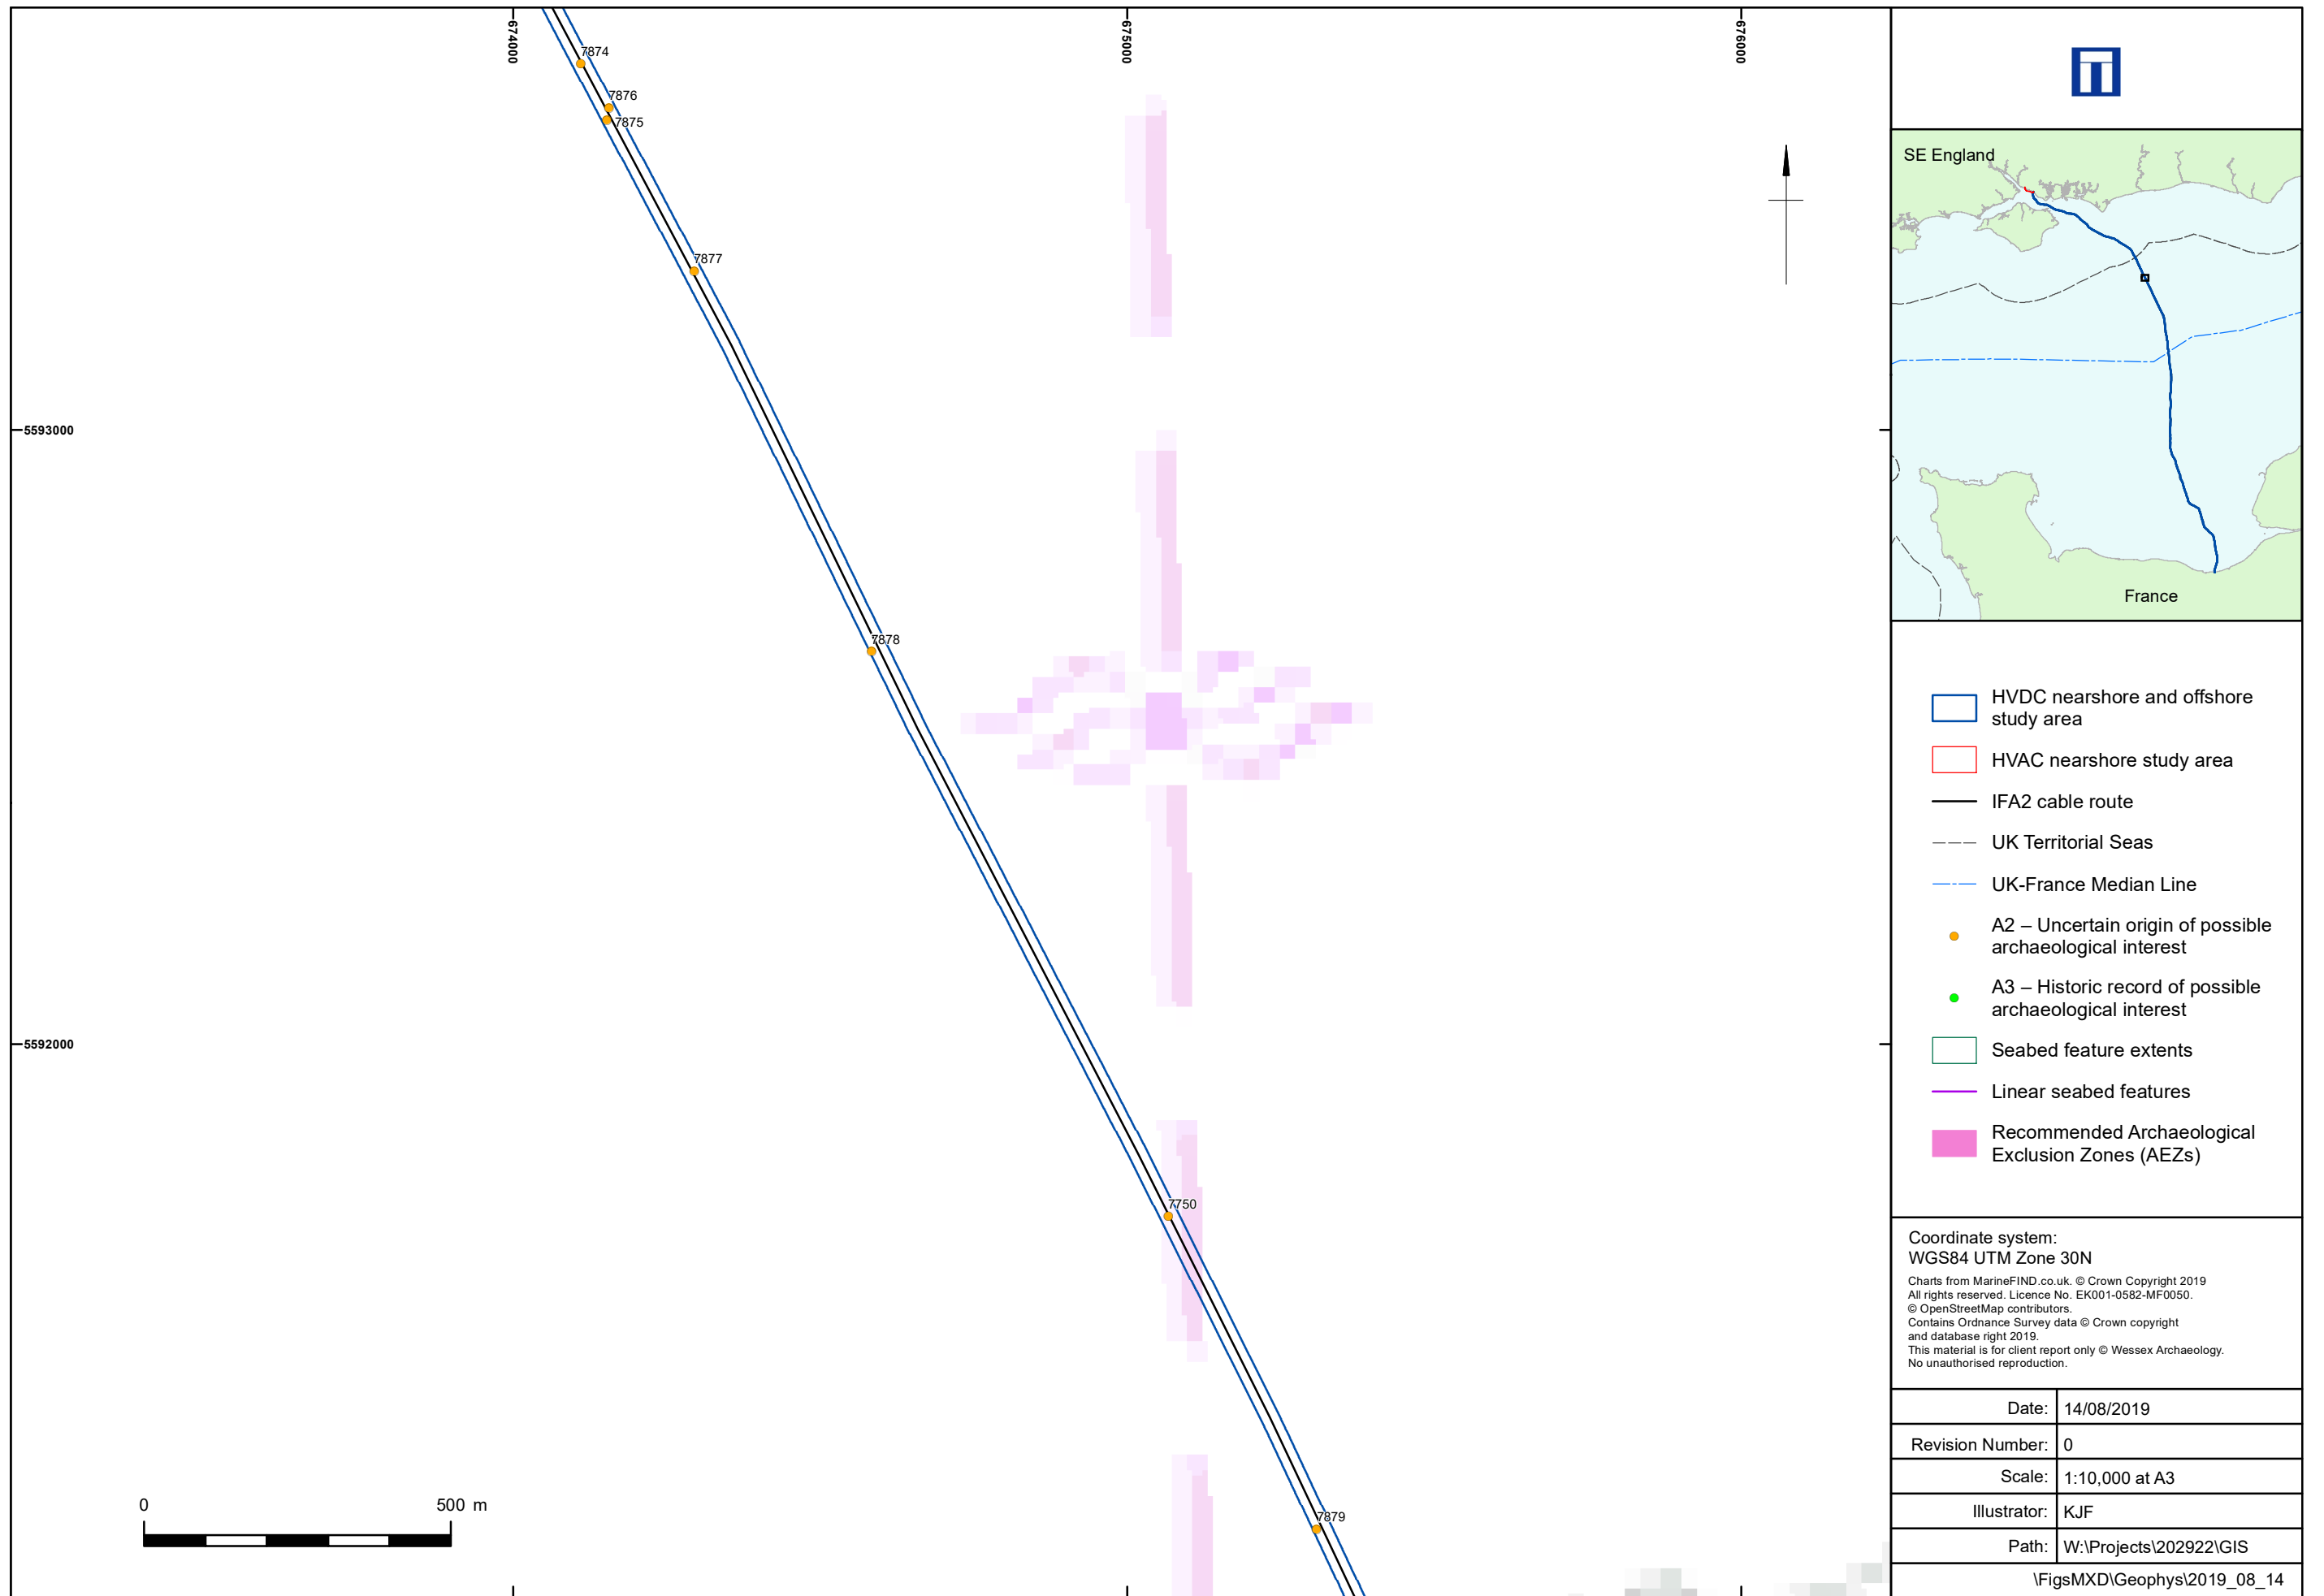 674000
675000
676000
7874
7876
7875
7877
5593000
7878
5592000
7750
7879
0 500 m
SE England
France
HVDC nearshore and offshore
study area
HVAC nearshore study area
IFA2 cable route
UK Territorial Seas
UK-France Median Line
A2 – Uncertain origin of possible
archaeological interest
A3 – Historic record of possible
archaeological interest
Seabed feature extents
Linear seabed features
Recommended Archaeological
Exclusion Zones (AEZs)
Coordinate system:
WGS84 UTM Zone 30N
Charts from MarineFIND.co.uk. © Crown Copyright 2019
All rights reserved. Licence No. EK001-0582-MF0050.
© OpenStreetMap contributors.
Contains Ordnance Survey data © Crown copyright
and database right 2019.
This material is for client report only © Wessex Archaeology.
No unauthorised reproduction.
Date: 14/08/2019
Revision Number: 0
Scale: 1:10,000 at A3
Illustrator: KJF
Path: W:\Projects\202922\GIS
\FigsMXD\Geophys\2019_08_14